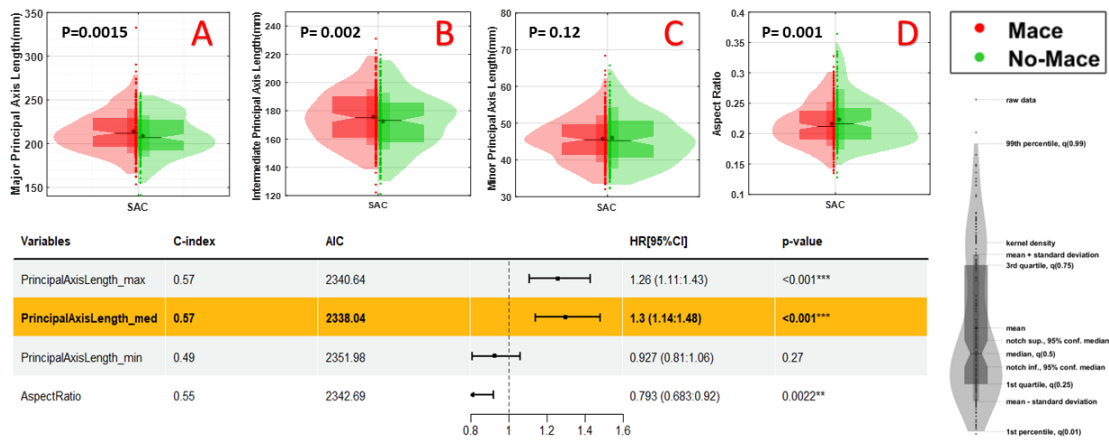 P=0.0015
A
Major Principal Axis Length(mm)
350
300
250
200
150
SAC
P= 0.002
B
Intermediate Principal Axis Length(mm)
240
220
200
180
160
140
120
SAC
P= 0.12
C
Minor Principal Axis Length(mm)
80
70
60
50
40
30
SAC
P= 0.001
D
Aspect Ratio
0.4
0.35
0.3
0.25
0.2
0.15
0.1
SAC
Mace
No-Mace
raw data
99th percentile, q(0.99)
kernel density
mean + standard deviation
3rd quartile, q(0.75)
mean
notch sup., 95% conf. median
median, q(0.5)
notch inf., 95% conf. median
1st quartile, q(0.25)
mean - standard deviation
1st percentile, q(0.01)
Variables C-index AIC HR[95%CI] p-value
PrincipalAxisLength_max 0.57 2340.64 1.26 (1.11:1.43) <0.001***
PrincipalAxisLength_med 0.57 2338.04 1.3 (1.14:1.48) <0.001***
PrincipalAxisLength_min 0.49 2351.98 0.927 (0.81:1.06) 0.27
AspectRatio 0.55 2342.69 0.793 (0.683:0.92) 0.0022**
0.8 1 1.2 1.4 1.6